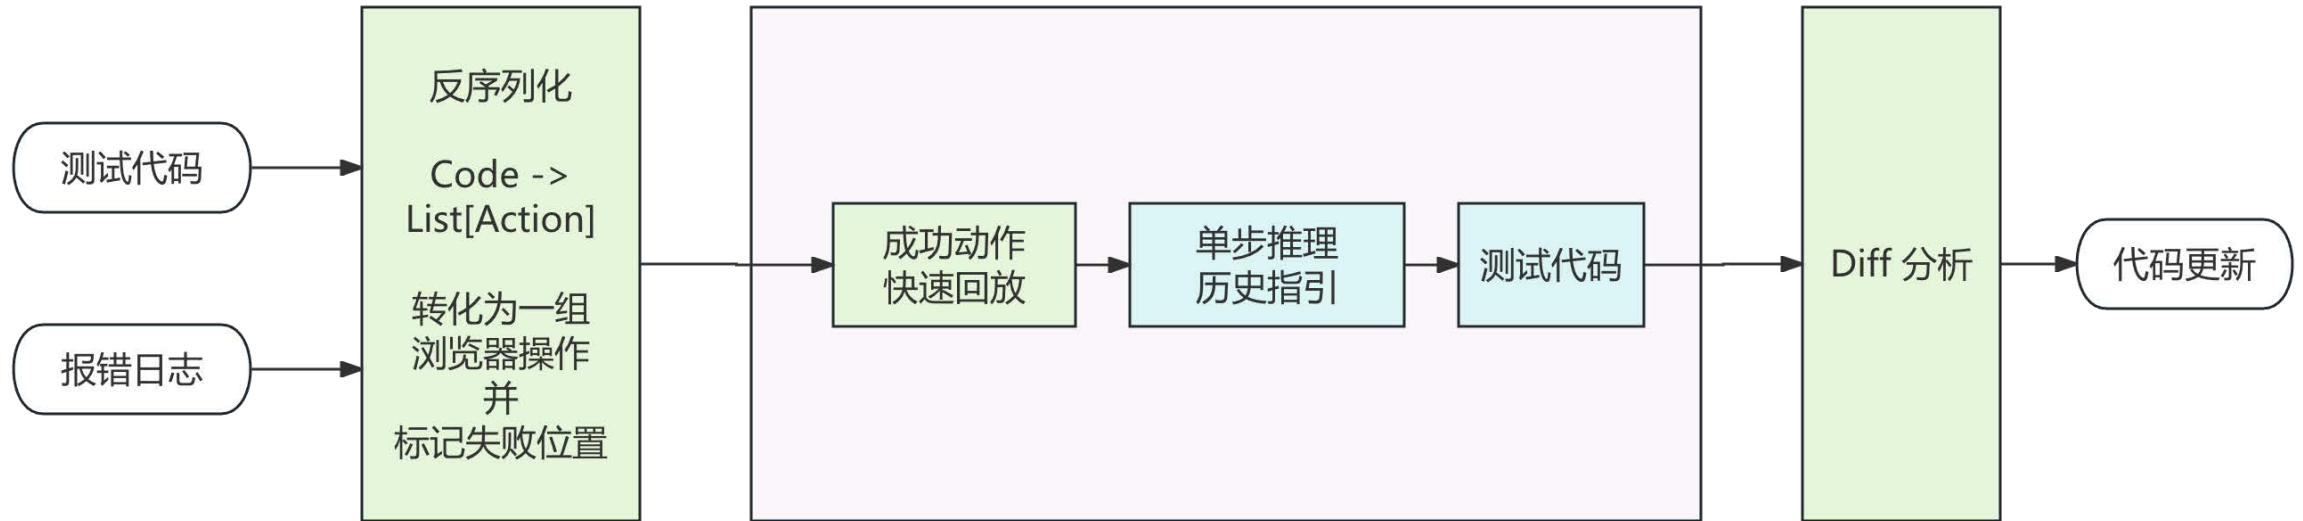 测试代码
报错日志
反序列化
Code ->
List[Action]
转化为一组
浏览器操作
并
标记失败位置
成功动作
快速回放
单步推理
历史指引
测试代码
Diff 分析
代码更新